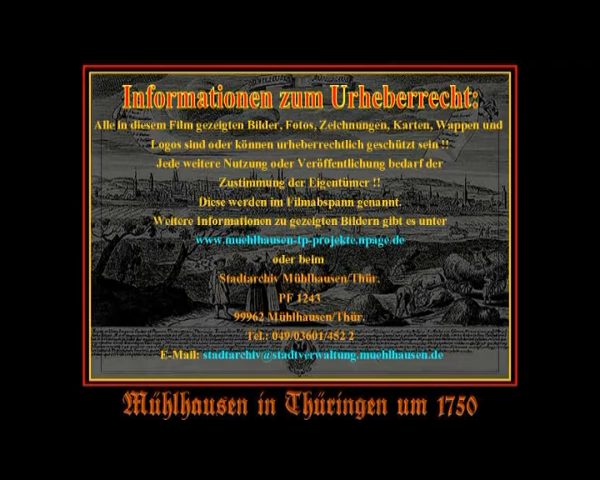 Informationen zum Urheberrecht:
Alle in diesem Film gezeigten Bilder, Fotos, Zeichnungen, Karten, Wappen und
Logos sind oder können urheberrechtlich geschützt sein !!
Jede weitere Nutzung oder Veröffentlichung bedarf der
Zustimmung der Eigentümer !!
Diese werden im Filmabspann genannt.
Weitere Informationen zu gezeigten Bildern gibt es unter
www.muehlhausen-tp-projekte.npage.de
oder beim
Stadtarchiv Mühlhausen/Thür.
PF 1243
99962 Mühlhausen/Thür.
Tel.: 049/03601/452 2
E-Mail: stadtarchiv@stadtverwaltung.muehlhausen.de
Mühlhausen in Thüringen um 1750